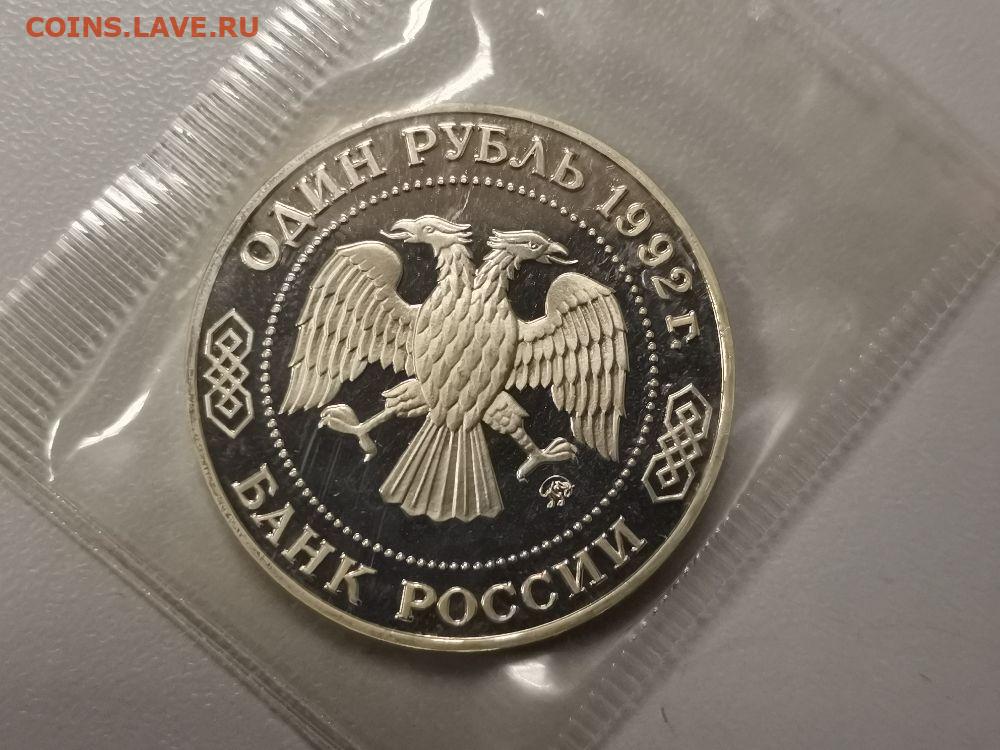 COINS.LAVE.RU
ОДИН РУБЛЬ 1992 г.
БАНК РОССИИ